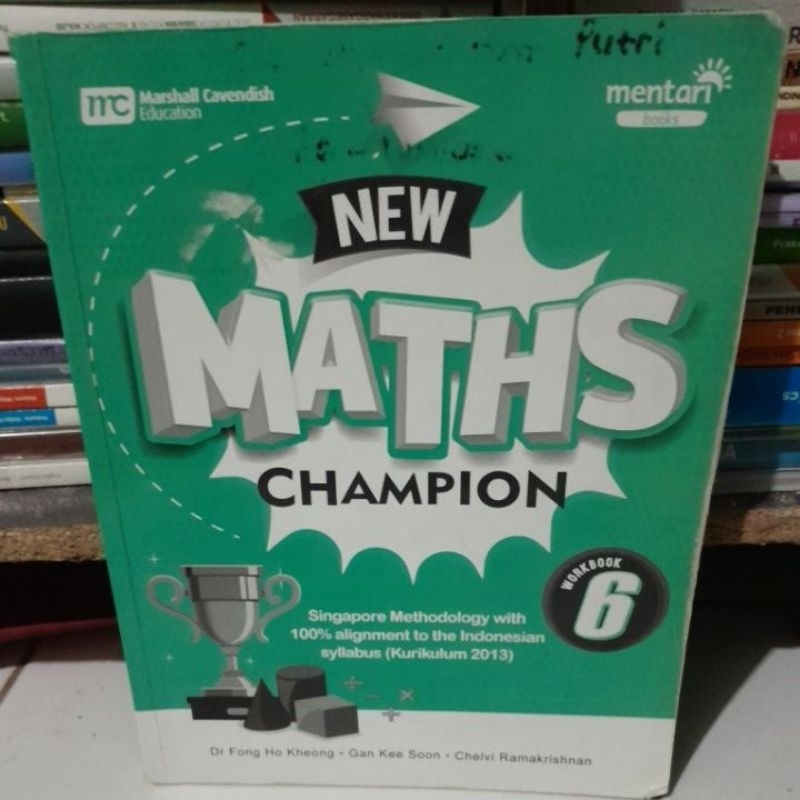 Putri
mc Marshall Cavendish
Education
mentari
books
NEW
MATHS
CHAMPION
WORKBOOK
6
Singapore Methodology with
100% alignment to the Indonesian
syllabus (Kurikulum 2013)
Dr Fong Ho Kheong • Gan Kee Soon • Chelvi Ramakrishnan